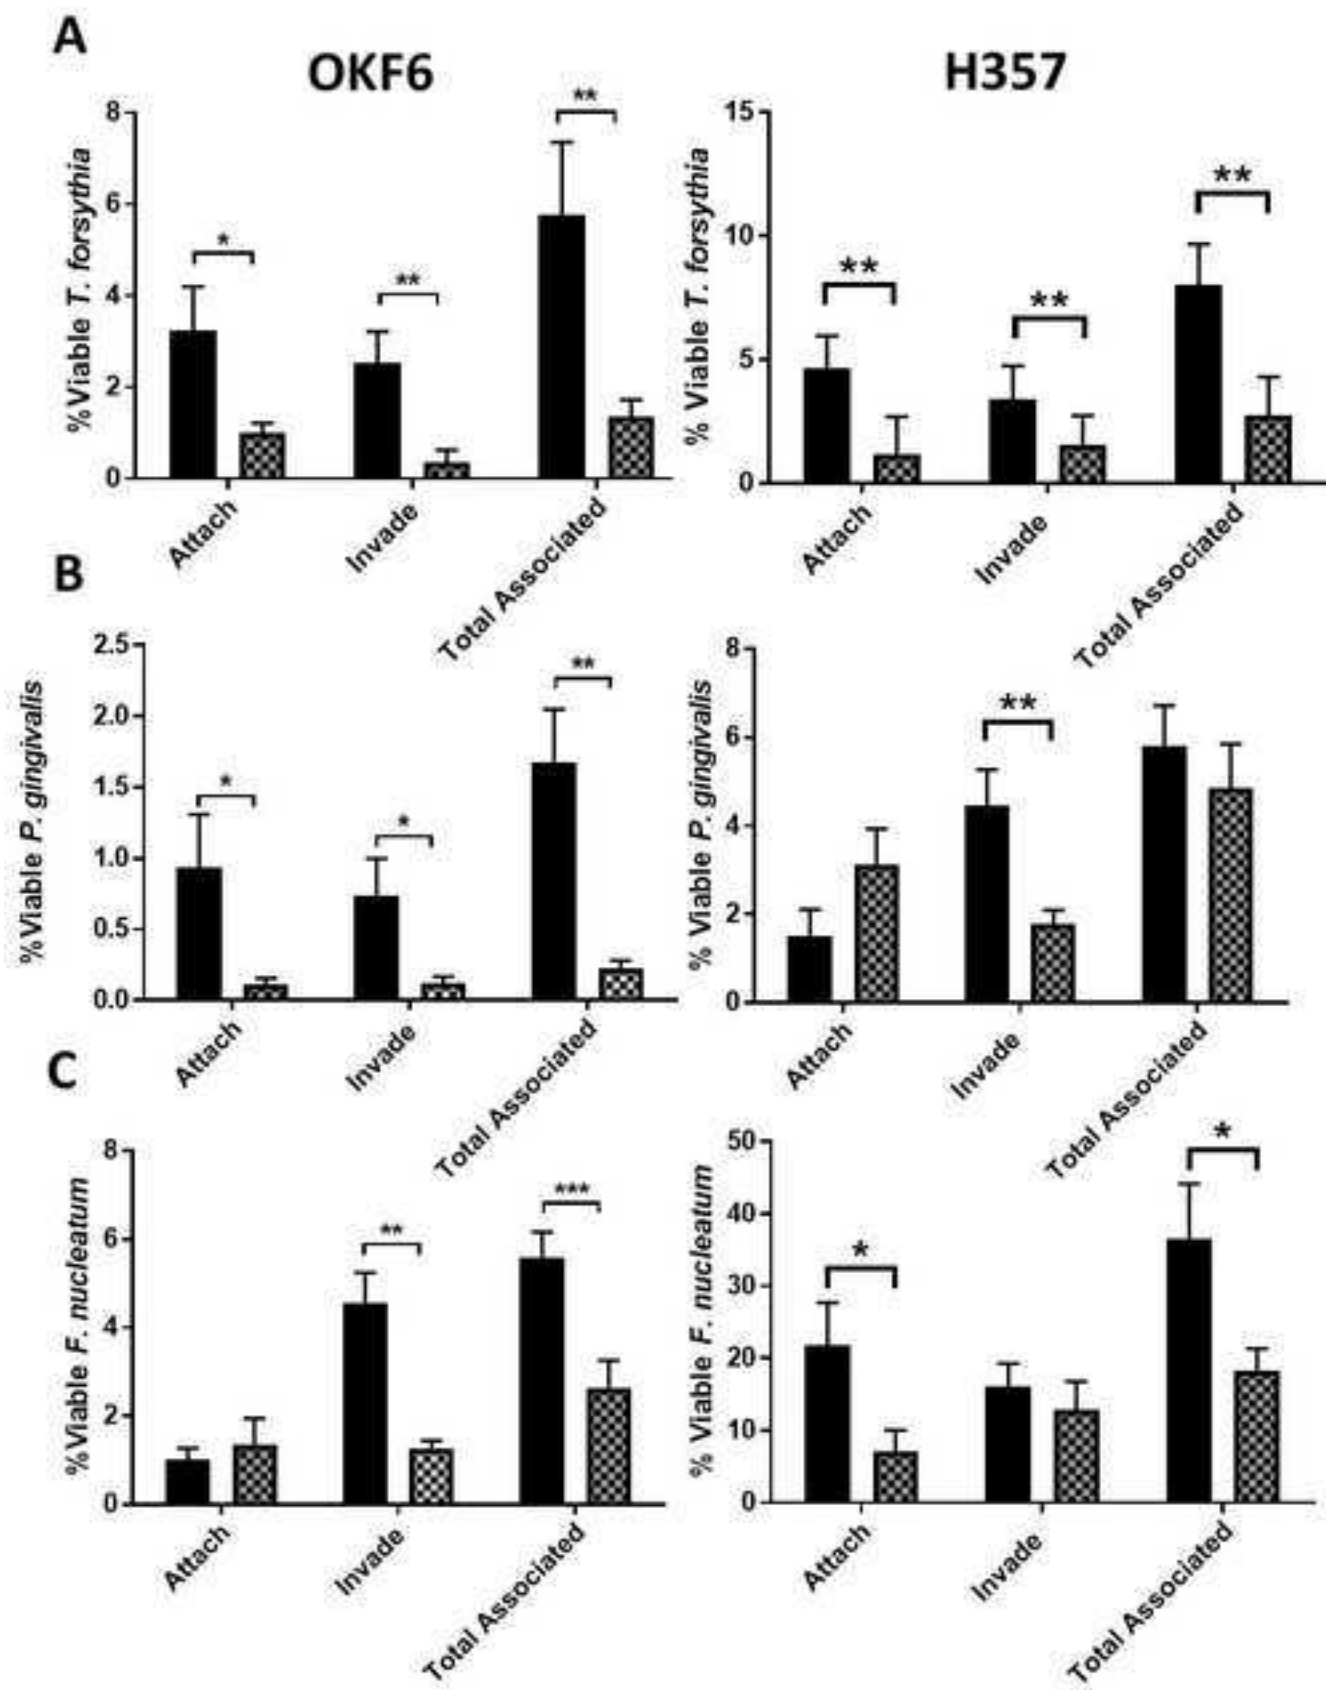 A
OKF6
H357
%Viable T. forsythia
8
6
4
2
0
*
**
**
Attach
Invade
Total Associated
% Viable T. forsythia
15
10
5
0
**
**
**
Attach
Invade
Total Associated
B
%Viable P. gingivalis
2.5
2.0
1.5
1.0
0.5
0.0
*
*
**
Attach
Invade
Total Associated
% Viable P. gingivalis
8
6
4
2
0
**
Attach
Invade
Total Associated
C
%Viable F. nucleatum
8
6
4
2
0
**
***
Attach
Invade
Total Associated
% Viable F. nucleatum
50
40
30
20
10
0
*
*
Attach
Invade
Total Associated